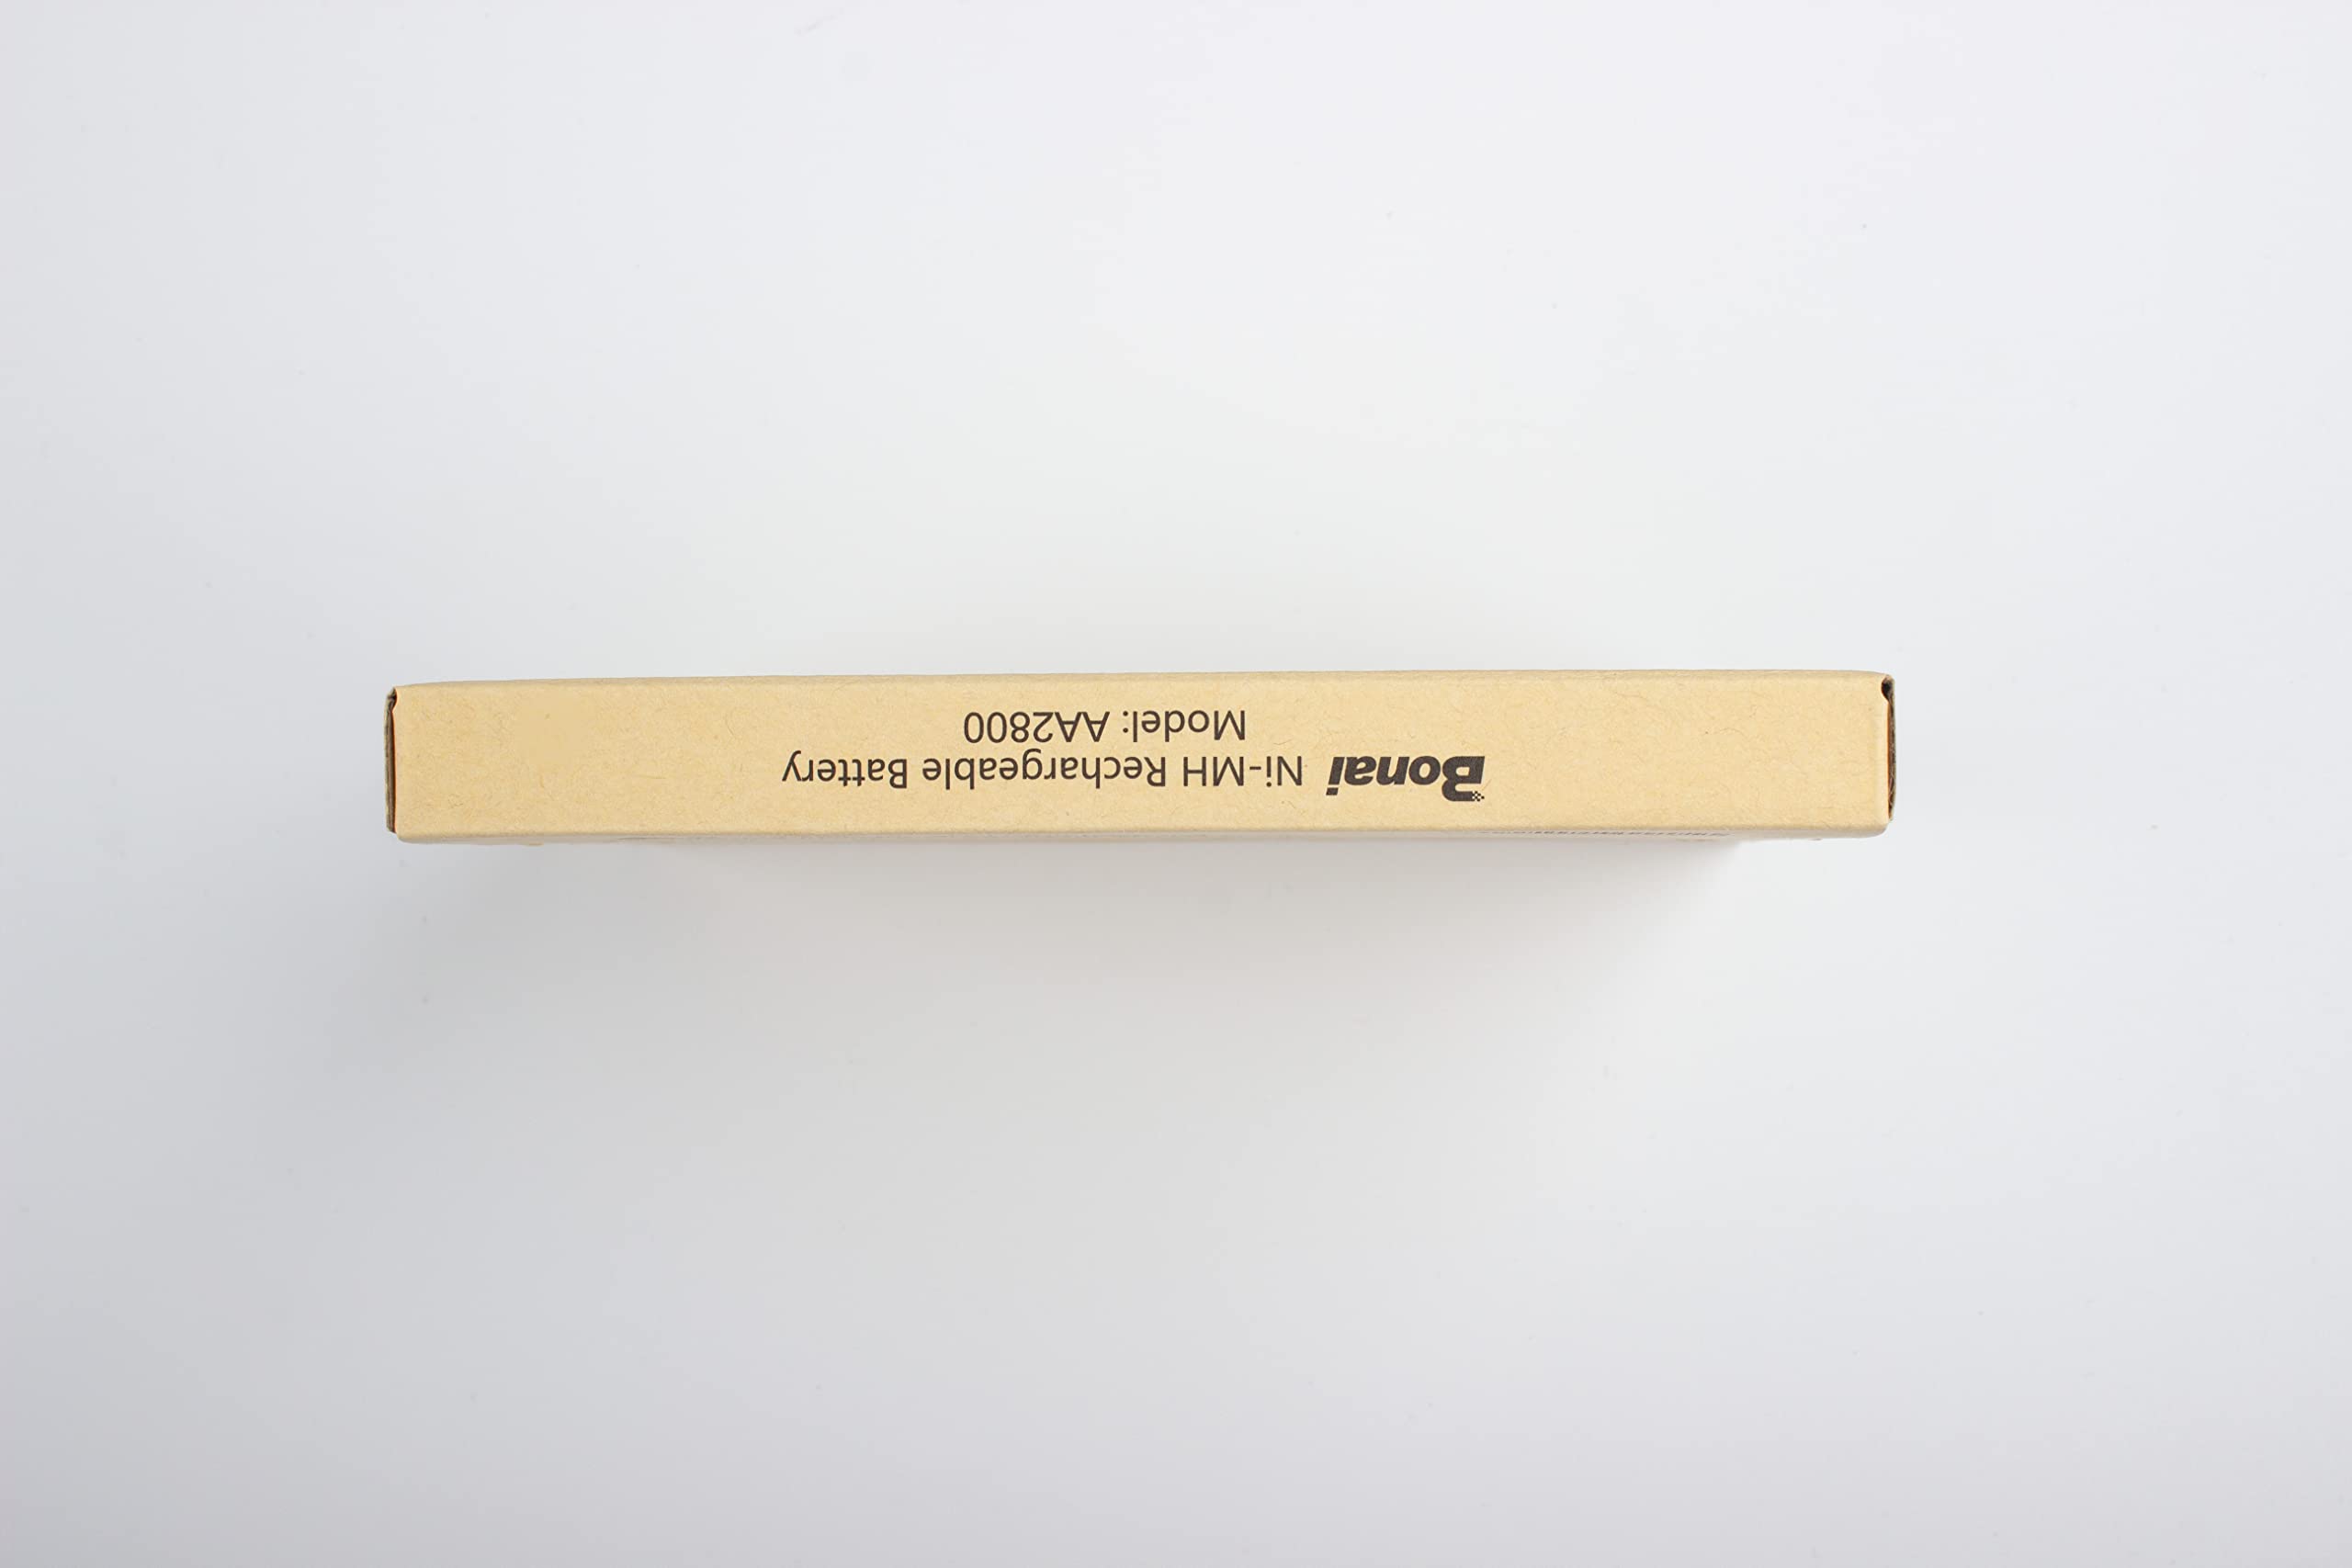 Bonai Ni-MH Rechargeable Battery
Model: AA2800